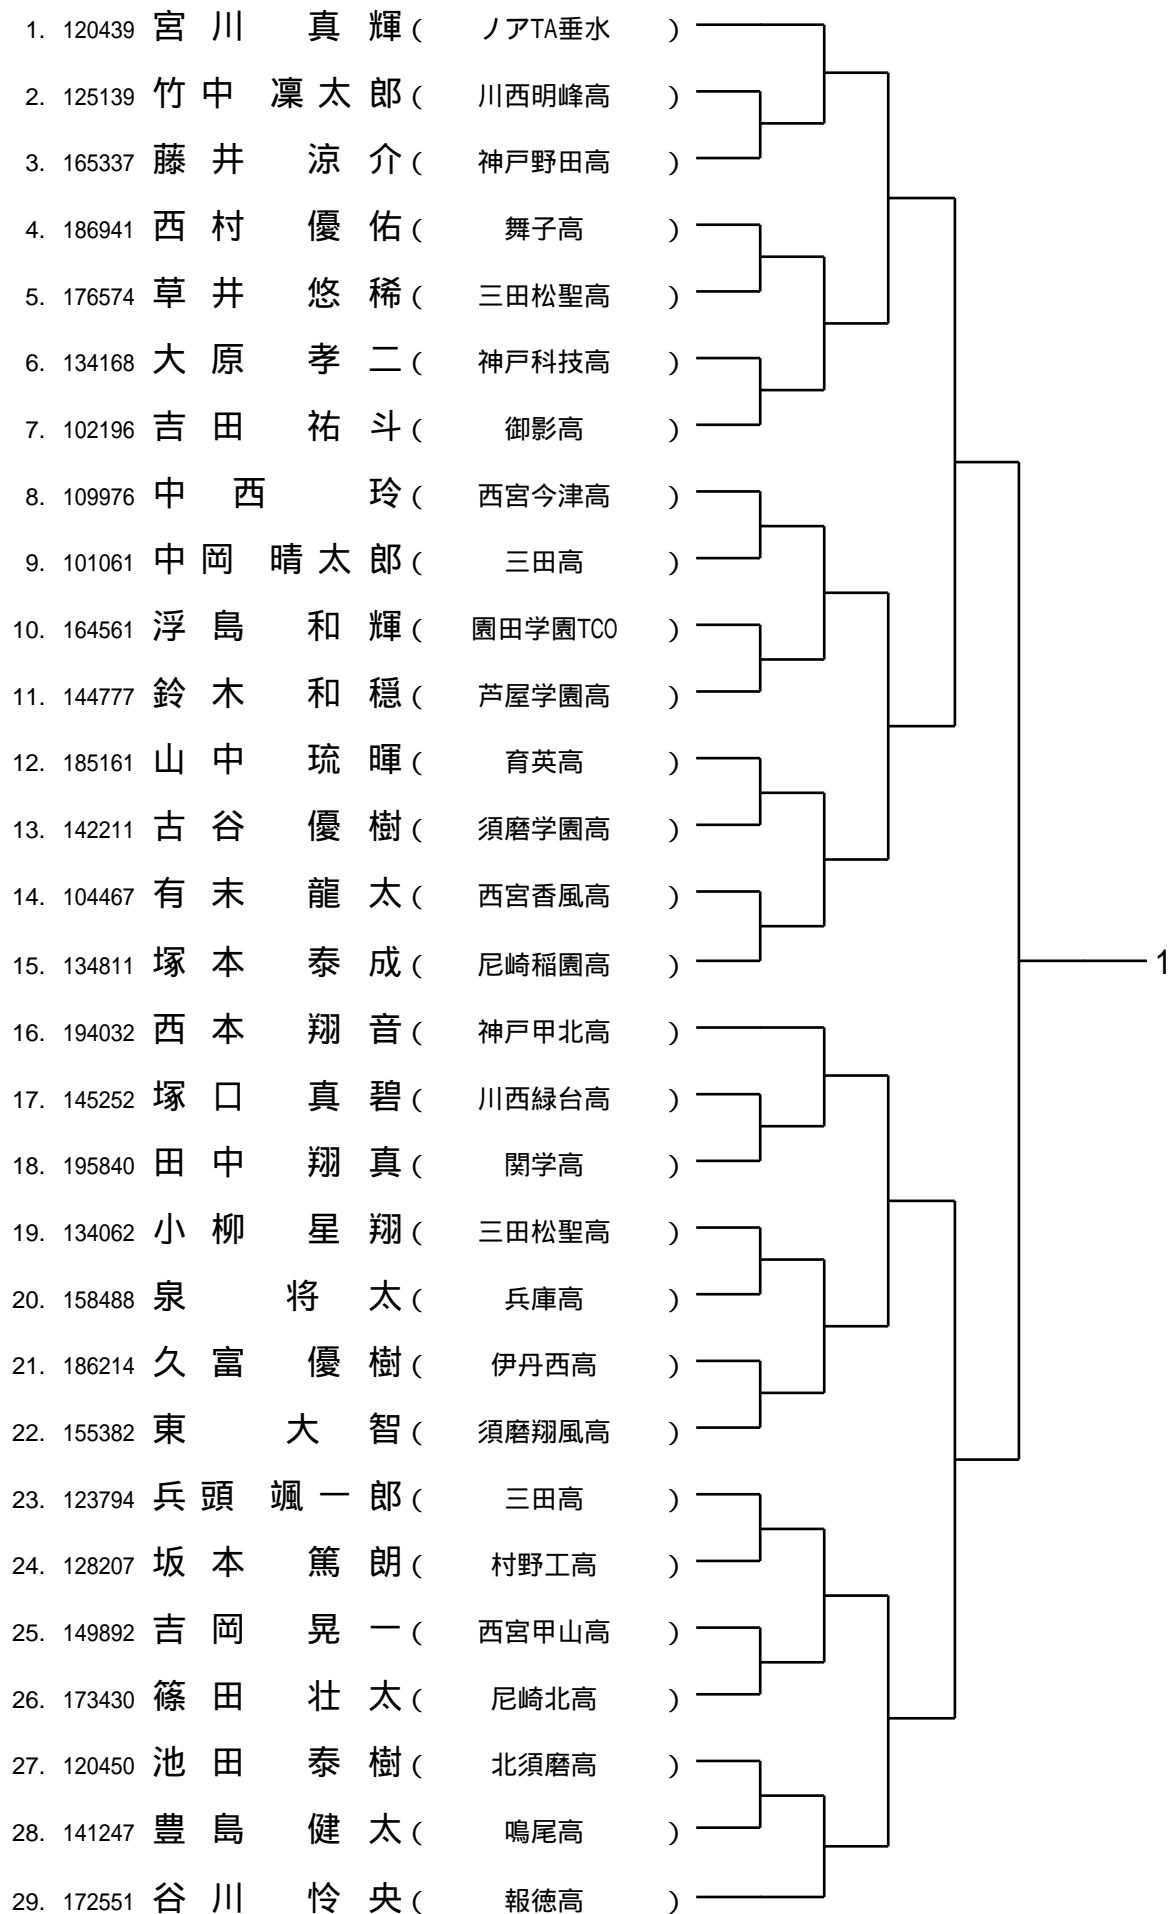 1. 120439 宮川 真輝 ( ノアTA垂水 )
2. 125139 竹中 凜太郎 ( 川西明峰高 )
3. 165337 藤井 涼介 ( 神戸野田高 )
4. 186941 西村 優佑 ( 舞子高 )
5. 176574 草井 悠稀 ( 三田松聖高 )
6. 134168 大原 孝二 ( 神戸科技高 )
7. 102196 吉田 祐斗 ( 御影高 )
8. 109976 中西 玲 ( 西宮今津高 )
9. 101061 中岡 晴太郎 ( 三田高 )
10. 164561 浮島 和輝 ( 園田学園TCO )
11. 144777 鈴木 和穏 ( 芦屋学園高 )
12. 185161 山中 琉暉 ( 育英高 )
13. 142211 古谷 優樹 ( 須磨学園高 )
14. 104467 有末 龍太 ( 西宮香風高 )
15. 134811 塚本 泰成 ( 尼崎稲園高 )
1
16. 194032 西本 翔音 ( 神戸甲北高 )
17. 145252 塚口 真碧 ( 川西緑台高 )
18. 195840 田中 翔真 ( 関学高 )
19. 134062 小柳 星翔 ( 三田松聖高 )
20. 158488 泉 将太 ( 兵庫高 )
21. 186214 久富 優樹 ( 伊丹西高 )
22. 155382 東 大智 ( 須磨翔風高 )
23. 123794 兵頭 颯一郎 ( 三田高 )
24. 128207 坂本 篤朗 ( 村野工高 )
25. 149892 吉岡 晃一 ( 西宮甲山高 )
26. 173430 篠田 壮太 ( 尼崎北高 )
27. 120450 池田 泰樹 ( 北須磨高 )
28. 141247 豊島 健太 ( 鳴尾高 )
29. 172551 谷川 怜央 ( 報徳高 )